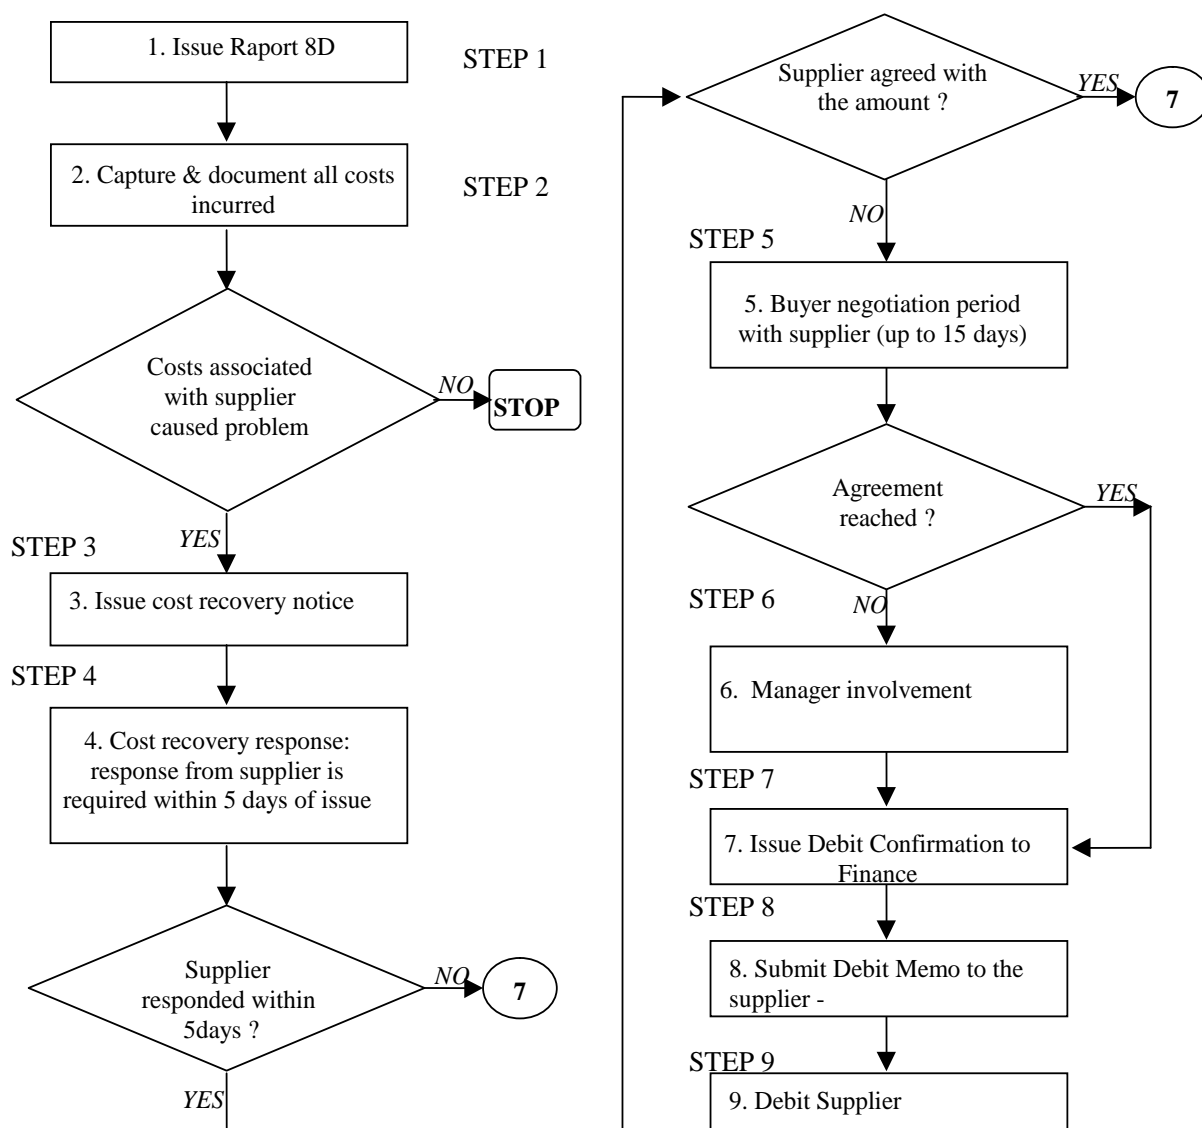 1. Issue Raport 8D
STEP 1
2. Capture & document all costs
incurred
STEP 2
Costs associated
with supplier
caused problem
NO
STOP
YES
STEP 3
3. Issue cost recovery notice
STEP 4
4. Cost recovery response:
response from supplier is
required within 5 days of issue
Supplier
responded within
5days ?
NO
7
YES
Supplier agreed with
the amount ?
YES
7
NO
STEP 5
5. Buyer negotiation period
with supplier (up to 15 days)
Agreement
reached ?
YES
STEP 6
NO
6. Manager involvement
STEP 7
7. Issue Debit Confirmation to
Finance
STEP 8
8. Submit Debit Memo to the
supplier -
STEP 9
9. Debit Supplier